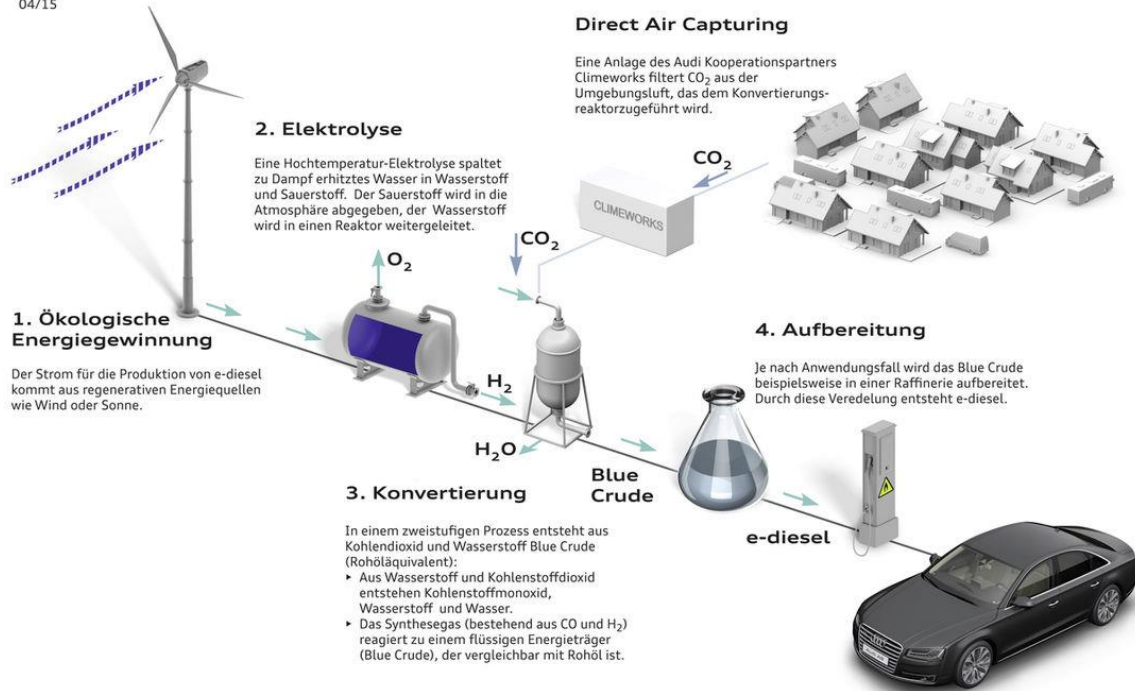 04/15
Direct Air Capturing
Eine Anlage des Audi Kooperationspartners
Climeworks filtert CO₂ aus der
Umgebungsluft, das dem Konvertierungs-
reaktorzugeführt wird.
2. Elektrolyse
Eine Hochtemperatur-Elektrolyse spaltet
zu Dampf erhitztes Wasser in Wasserstoff
und Sauerstoff. Der Sauerstoff wird in die
Atmosphäre abgegeben, der Wasserstoff
wird in einen Reaktor weitergeleitet.
CO₂
CLIMEWORKS
CO₂
O₂
1. Ökologische
Energiegewinnung
Der Strom für die Produktion von e-diesel
kommt aus regenerativen Energiequellen
wie Wind oder Sonne.
H₂
H₂O
4. Aufbereitung
Je nach Anwendungsfall wird das Blue Crude
beispielsweise in einer Raffinerie aufbereitet.
Durch diese Veredelung entsteht e-diesel.
Blue
Crude
3. Konvertierung
In einem zweistufigen Prozess entsteht aus
Kohlendioxid und Wasserstoff Blue Crude
(Rohöläquivalent):
▸ Aus Wasserstoff und Kohlenstoffdioxid
entstehen Kohlenstoffmonoxid,
Wasserstoff und Wasser.
▸ Das Synthesegas (bestehend aus CO und H₂)
reagiert zu einem flüssigen Energieträger
(Blue Crude), der vergleichbar mit Rohöl ist.
e-diesel